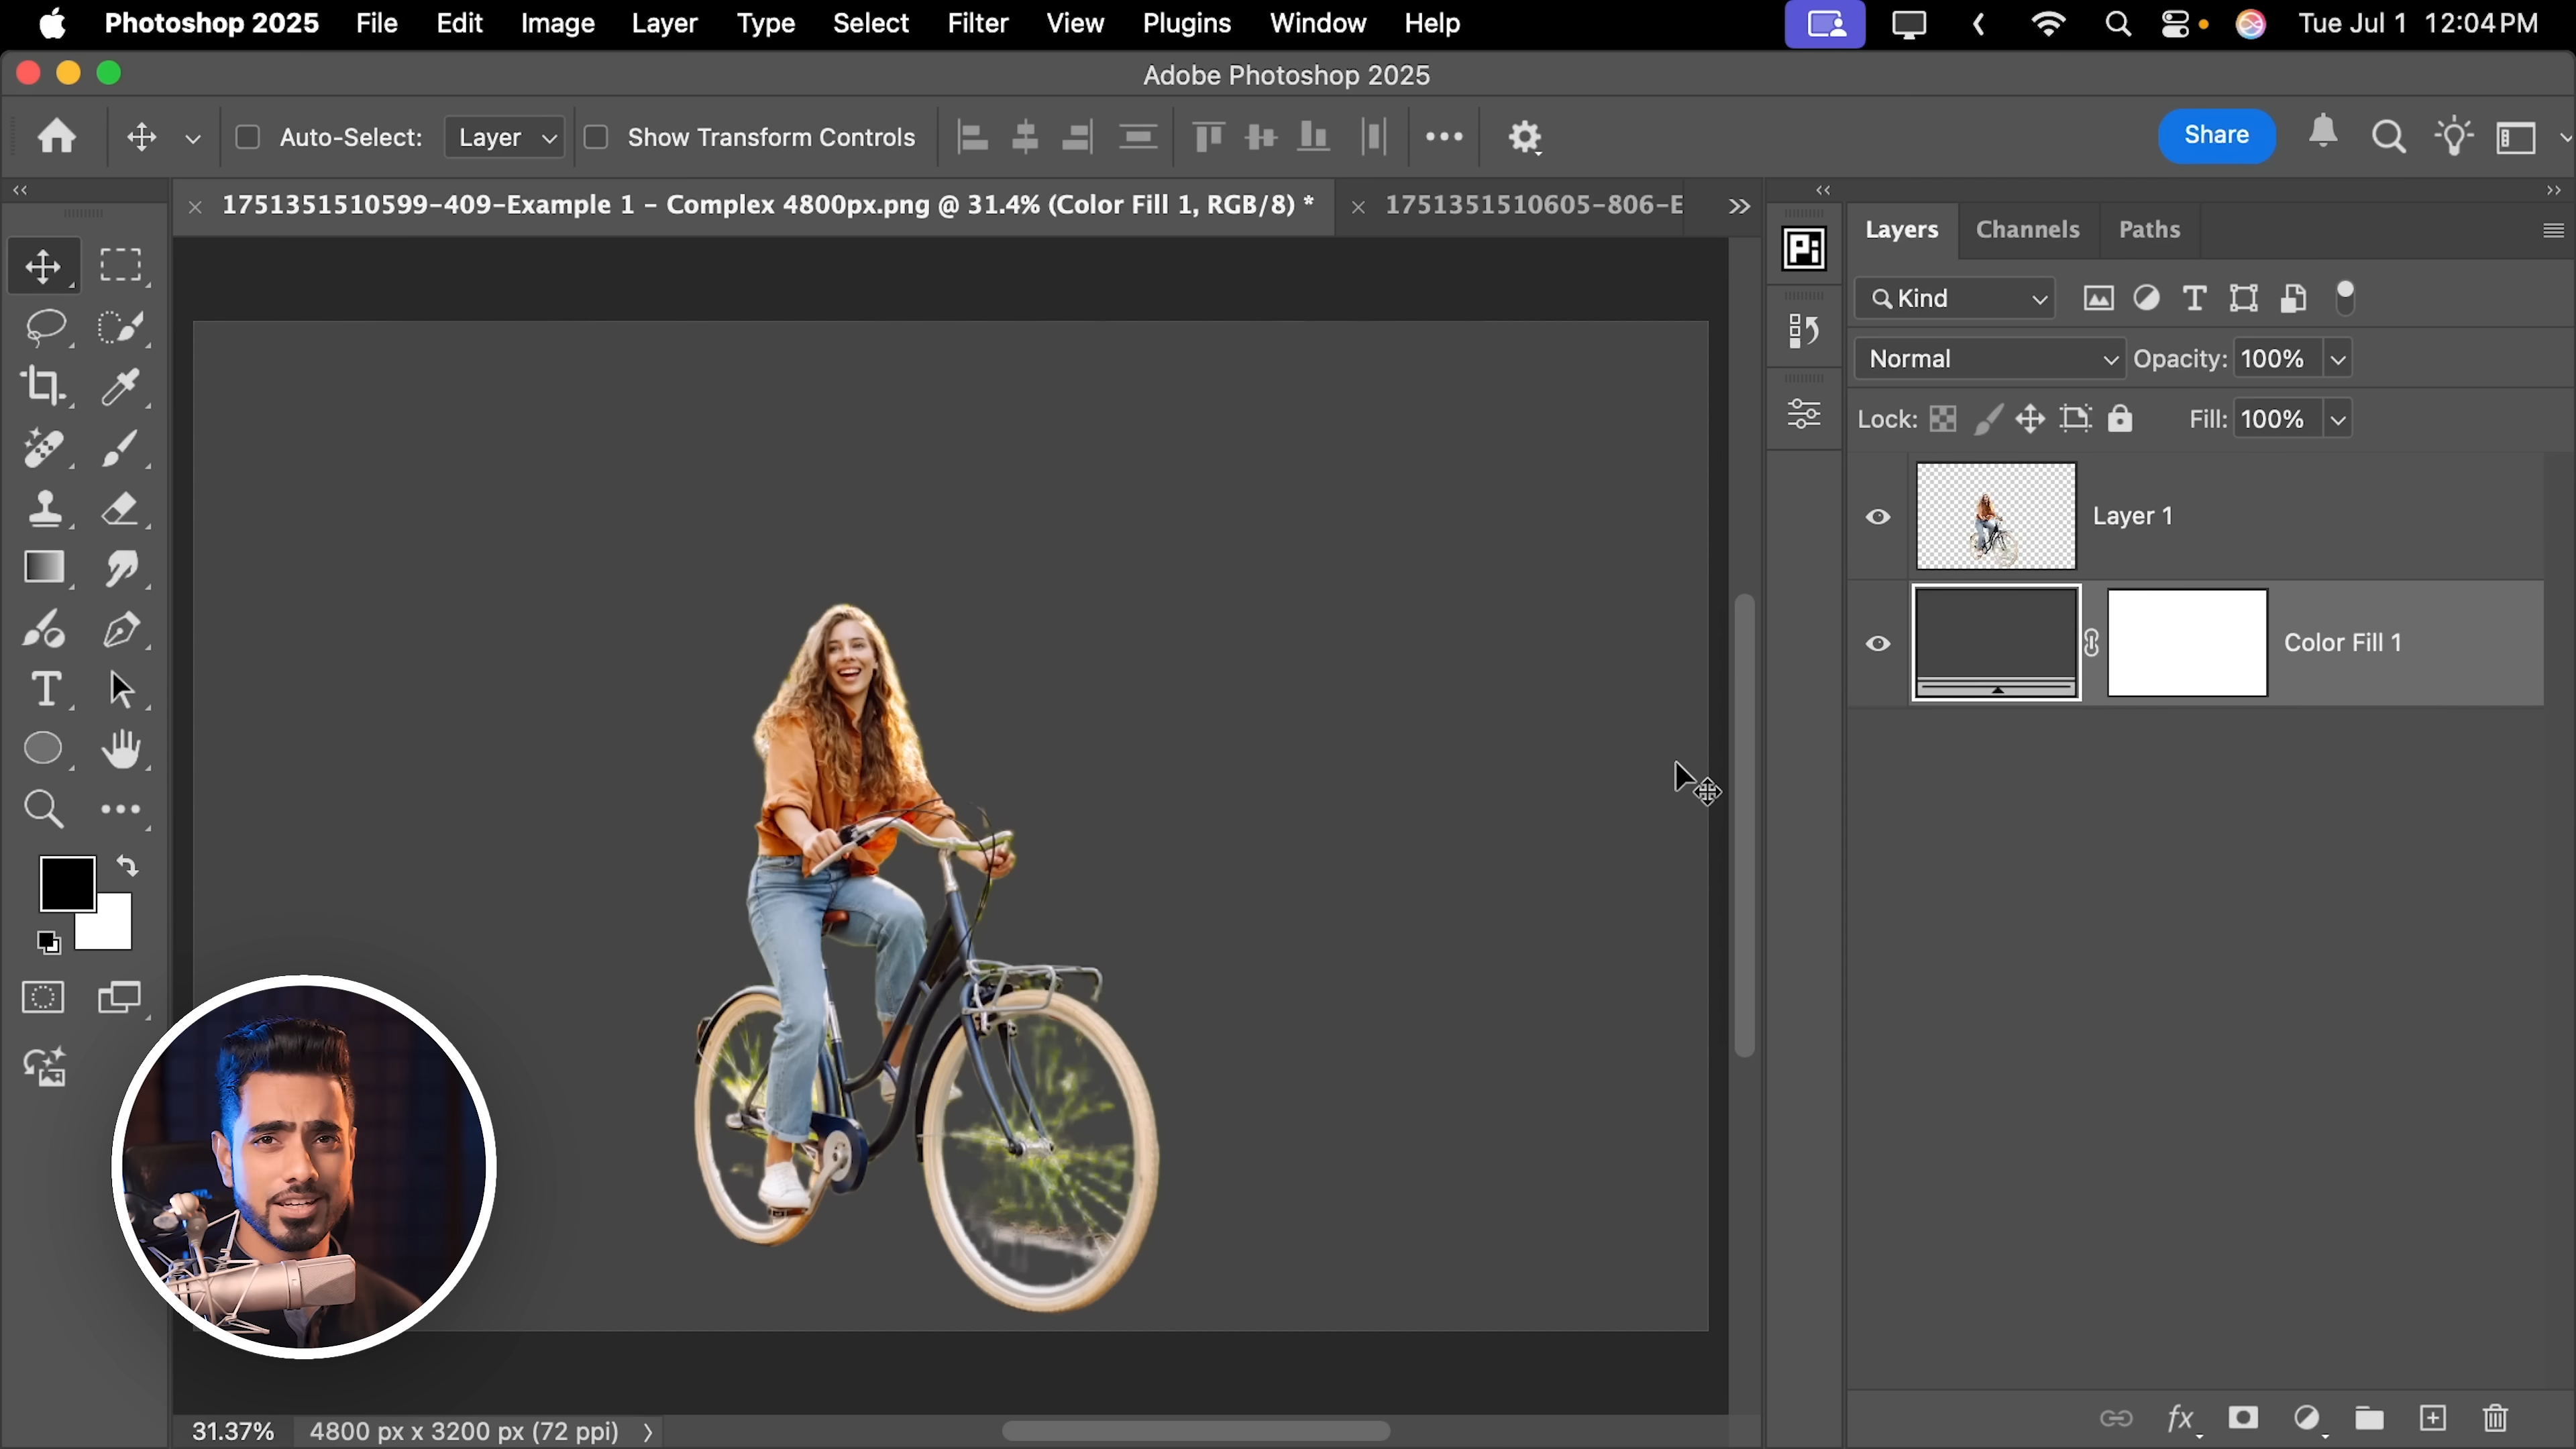 Photoshop 2025 File Edit Image Layer Type Select Filter View Plugins Window Help Tue Jul 1 12:04 PM
Adobe Photoshop 2025
Auto-Select: Layer Show Transform Controls Share
1751351510599-409-Example 1 - Complex 4800px.png @ 31.4% (Color Fill 1, RGB/8) * 1751351510605-806-E
Layers Channels Paths
Pi
Kind
Normal Opacity: 100%
Lock: Fill: 100%
Layer 1
Color Fill 1
31.37% 4800 px x 3200 px (72 ppi)
fx